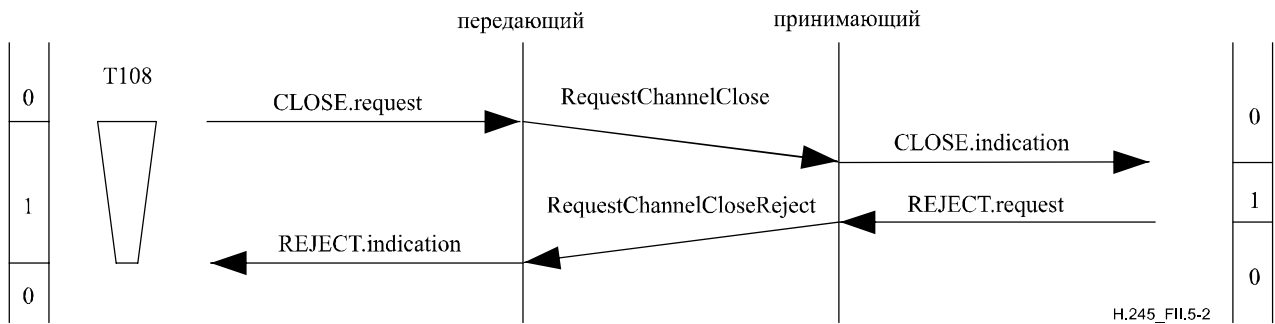 передающий принимающий
T108
0 CLOSE.request RequestChannelClose 0
CLOSE.indication
1 RequestChannelCloseReject REJECT.request 1
REJECT.indication
0 0
H.245_FII.5-2